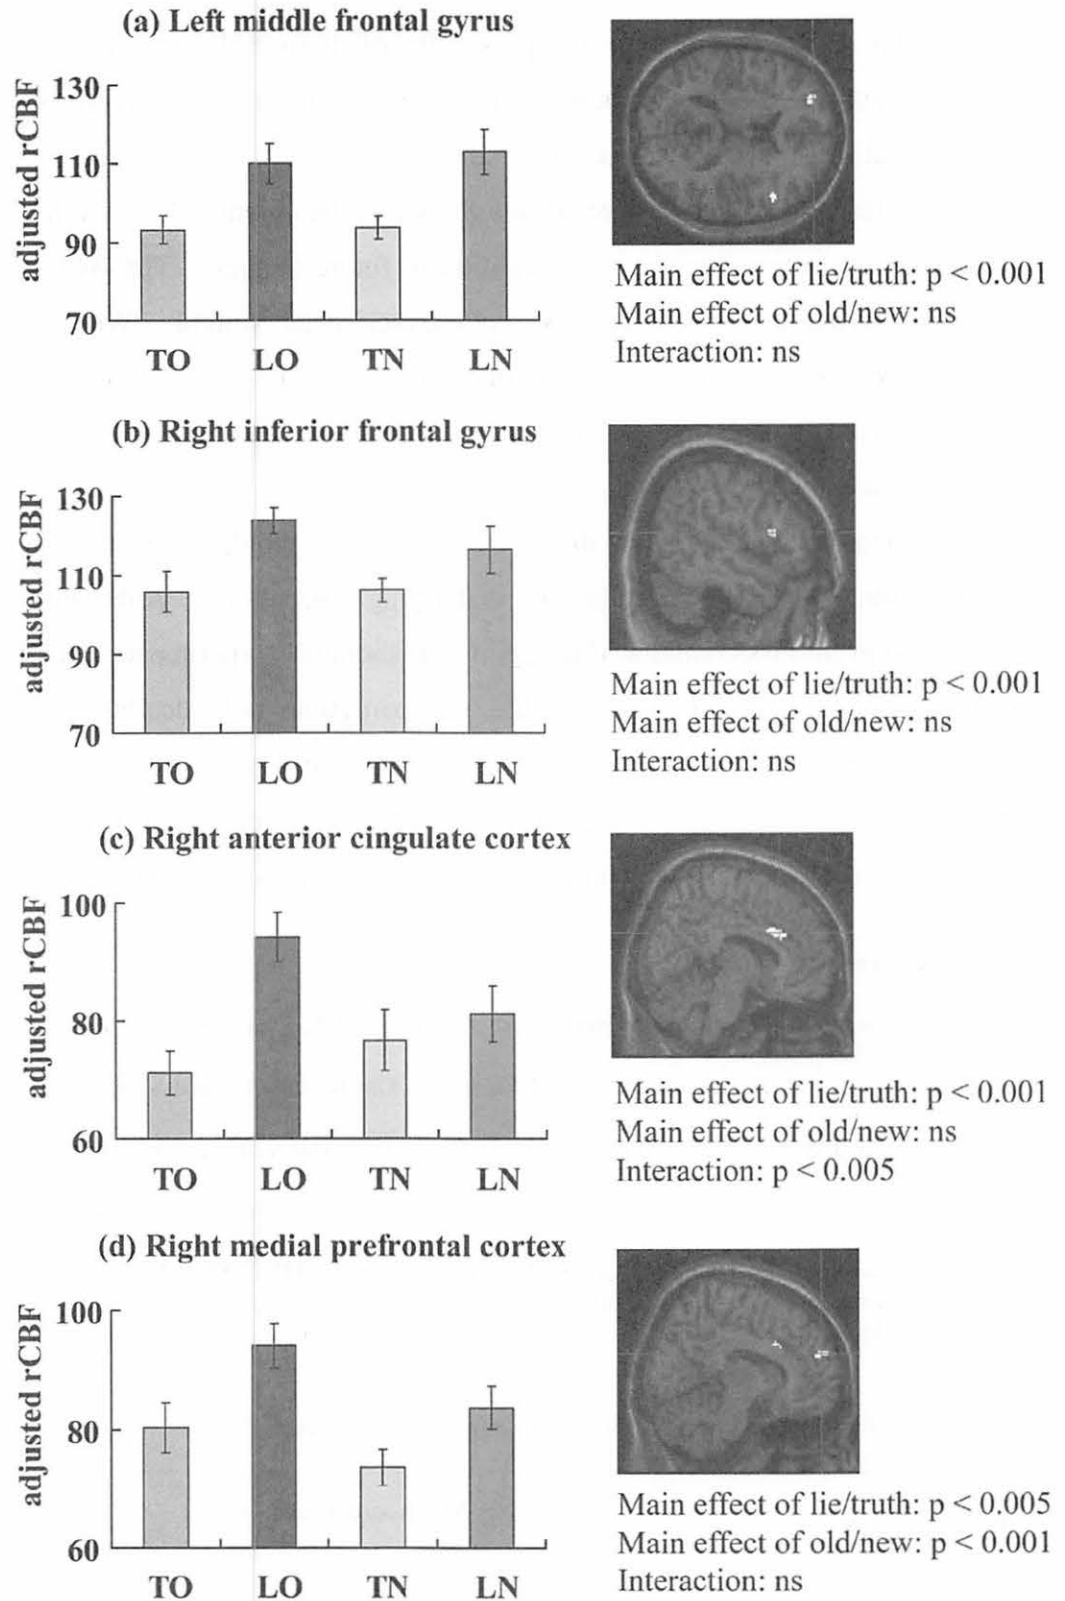 (a) Left middle frontal gyrus
adjusted rCBF
130
110
90
70
TO LO TN LN
Main effect of lie/truth: p < 0.001
Main effect of old/new: ns
Interaction: ns
(b) Right inferior frontal gyrus
adjusted rCBF
130
110
90
70
TO LO TN LN
Main effect of lie/truth: p < 0.001
Main effect of old/new: ns
Interaction: ns
(c) Right anterior cingulate cortex
adjusted rCBF
100
80
60
TO LO TN LN
Main effect of lie/truth: p < 0.001
Main effect of old/new: ns
Interaction: p < 0.005
(d) Right medial prefrontal cortex
adjusted rCBF
100
80
60
TO LO TN LN
Main effect of lie/truth: p < 0.005
Main effect of old/new: p < 0.001
Interaction: ns